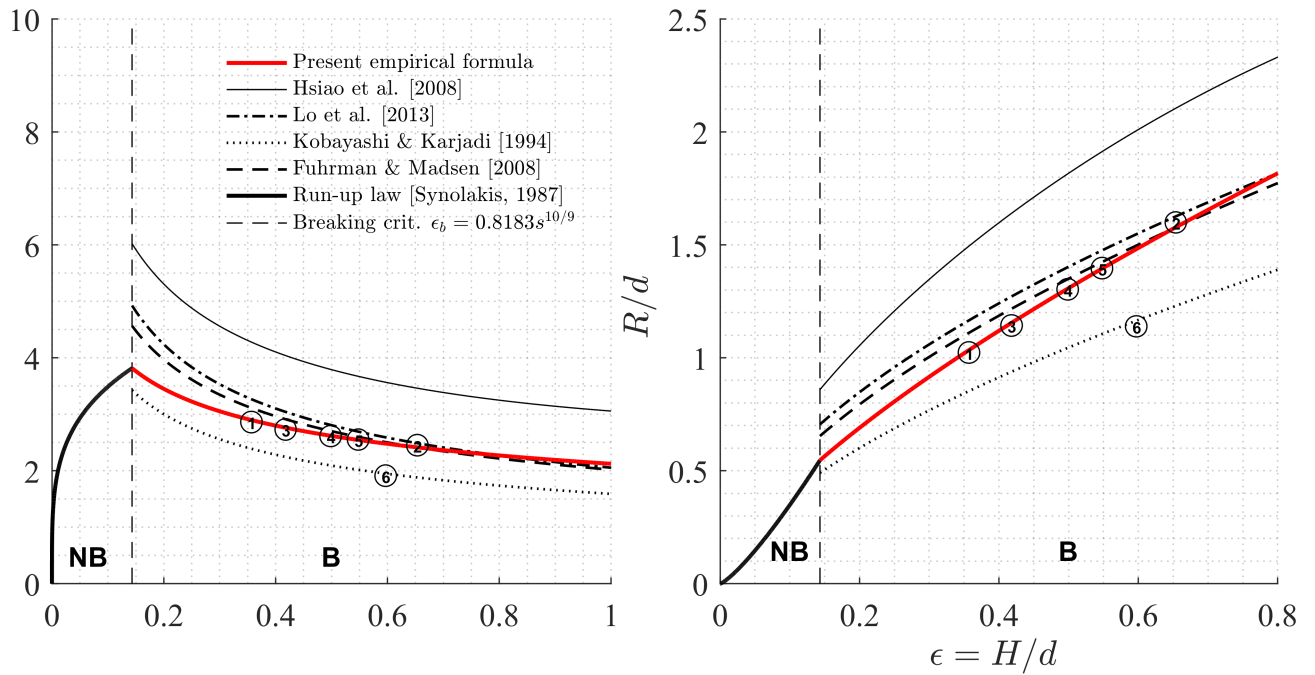 10
8
6
4
2
0
0
0.2
0.4
0.6
0.8
1
Present empirical formula
Hsiao et al. [2008]
Lo et al. [2013]
Kobayashi & Karjadi [1994]
Fuhrman & Madsen [2008]
Run-up law [Synolakis, 1987]
Breaking crit. ϵ_b = 0.8183s^{10/9}
1
3
4
5
2
6
NB
B
R/d
2.5
2
1.5
1
0.5
0
0
0.2
0.4
0.6
0.8
2
5
4
3
1
6
NB
B
ϵ = H/d